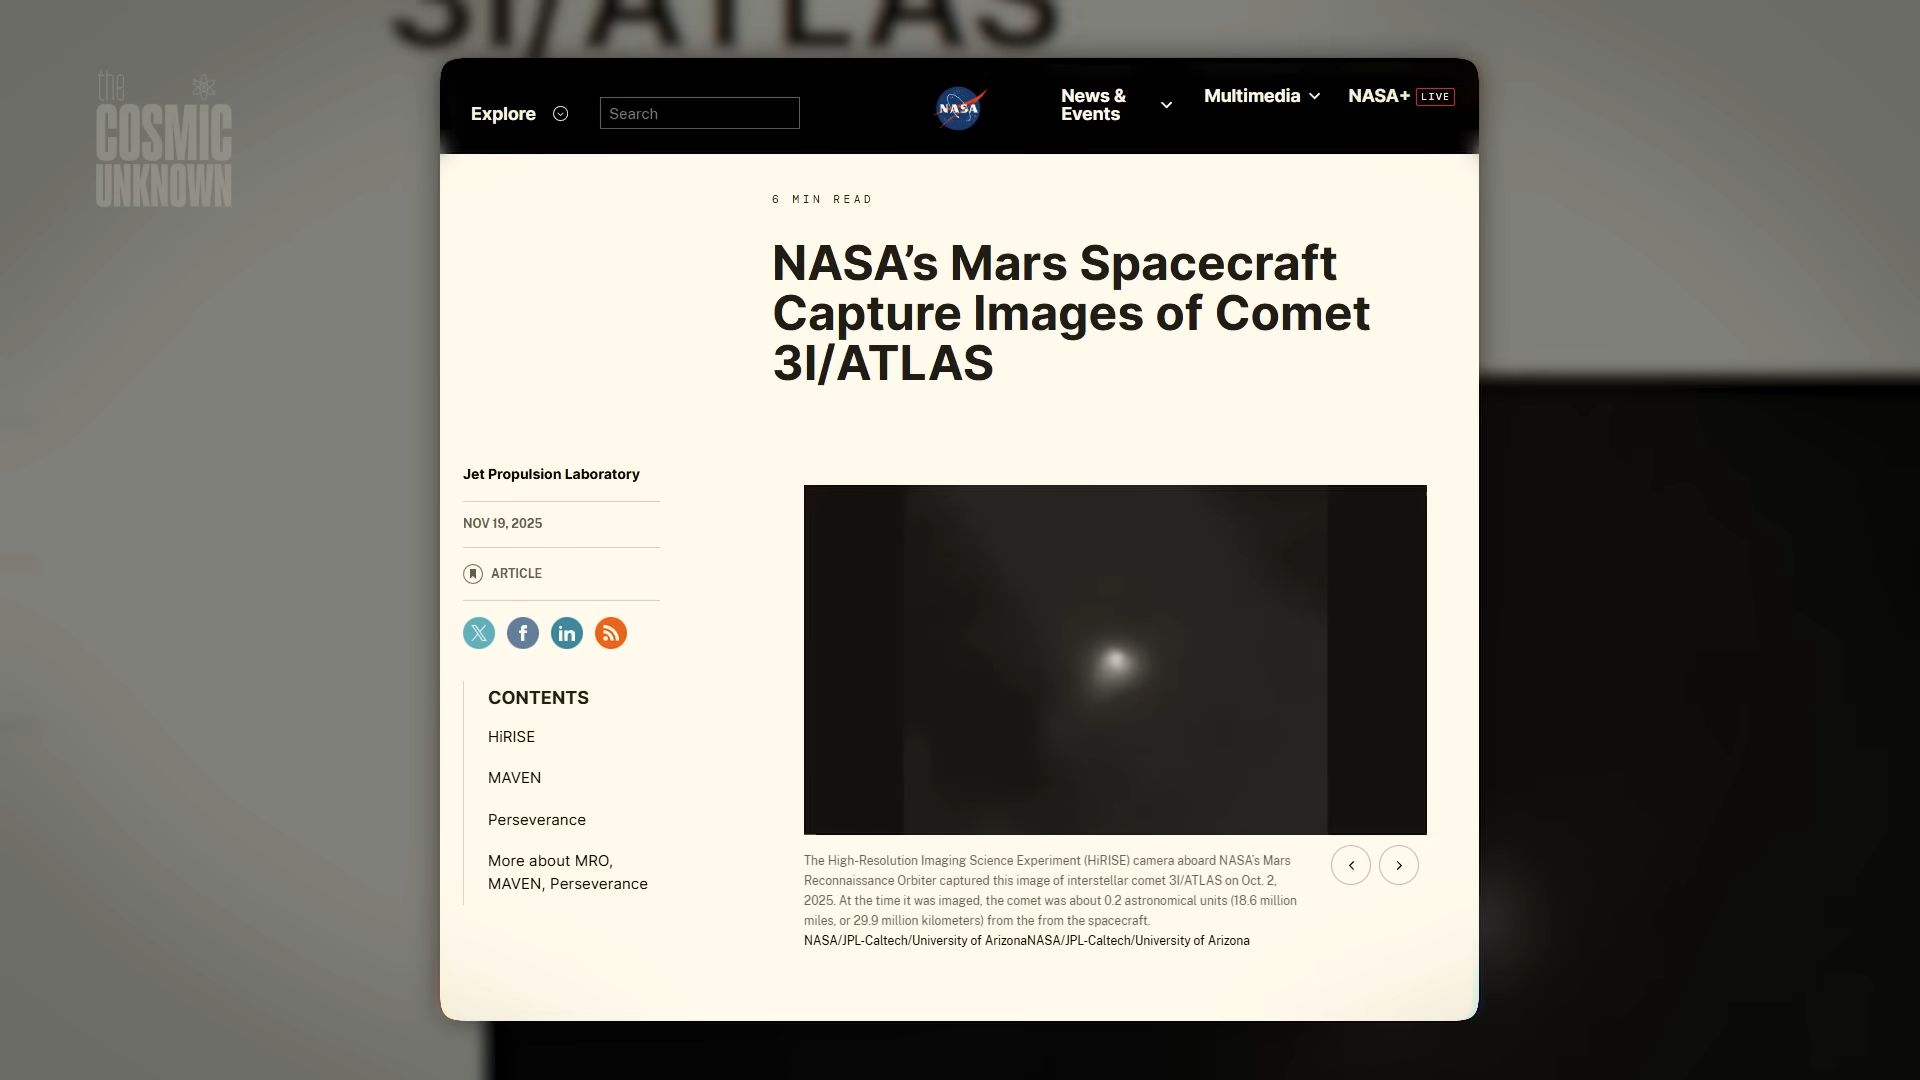 3I/ATLAS
the
COSMIC
UNKNOWN
Explore
Search
NASA
News &
Events
Multimedia
NASA+ LIVE
6 MIN READ
NASA’s Mars Spacecraft
Capture Images of Comet
3I/ATLAS
Jet Propulsion Laboratory
NOV 19, 2025
ARTICLE
CONTENTS
HiRISE
MAVEN
Perseverance
More about MRO,
MAVEN, Perseverance
The High-Resolution Imaging Science Experiment (HiRISE) camera aboard NASA’s Mars
Reconnaissance Orbiter captured this image of interstellar comet 3I/ATLAS on Oct. 2,
2025. At the time it was imaged, the comet was about 0.2 astronomical units (18.6 million
miles, or 29.9 million kilometers) from the from the spacecraft.
NASA/JPL-Caltech/University of ArizonaNASA/JPL-Caltech/University of Arizona